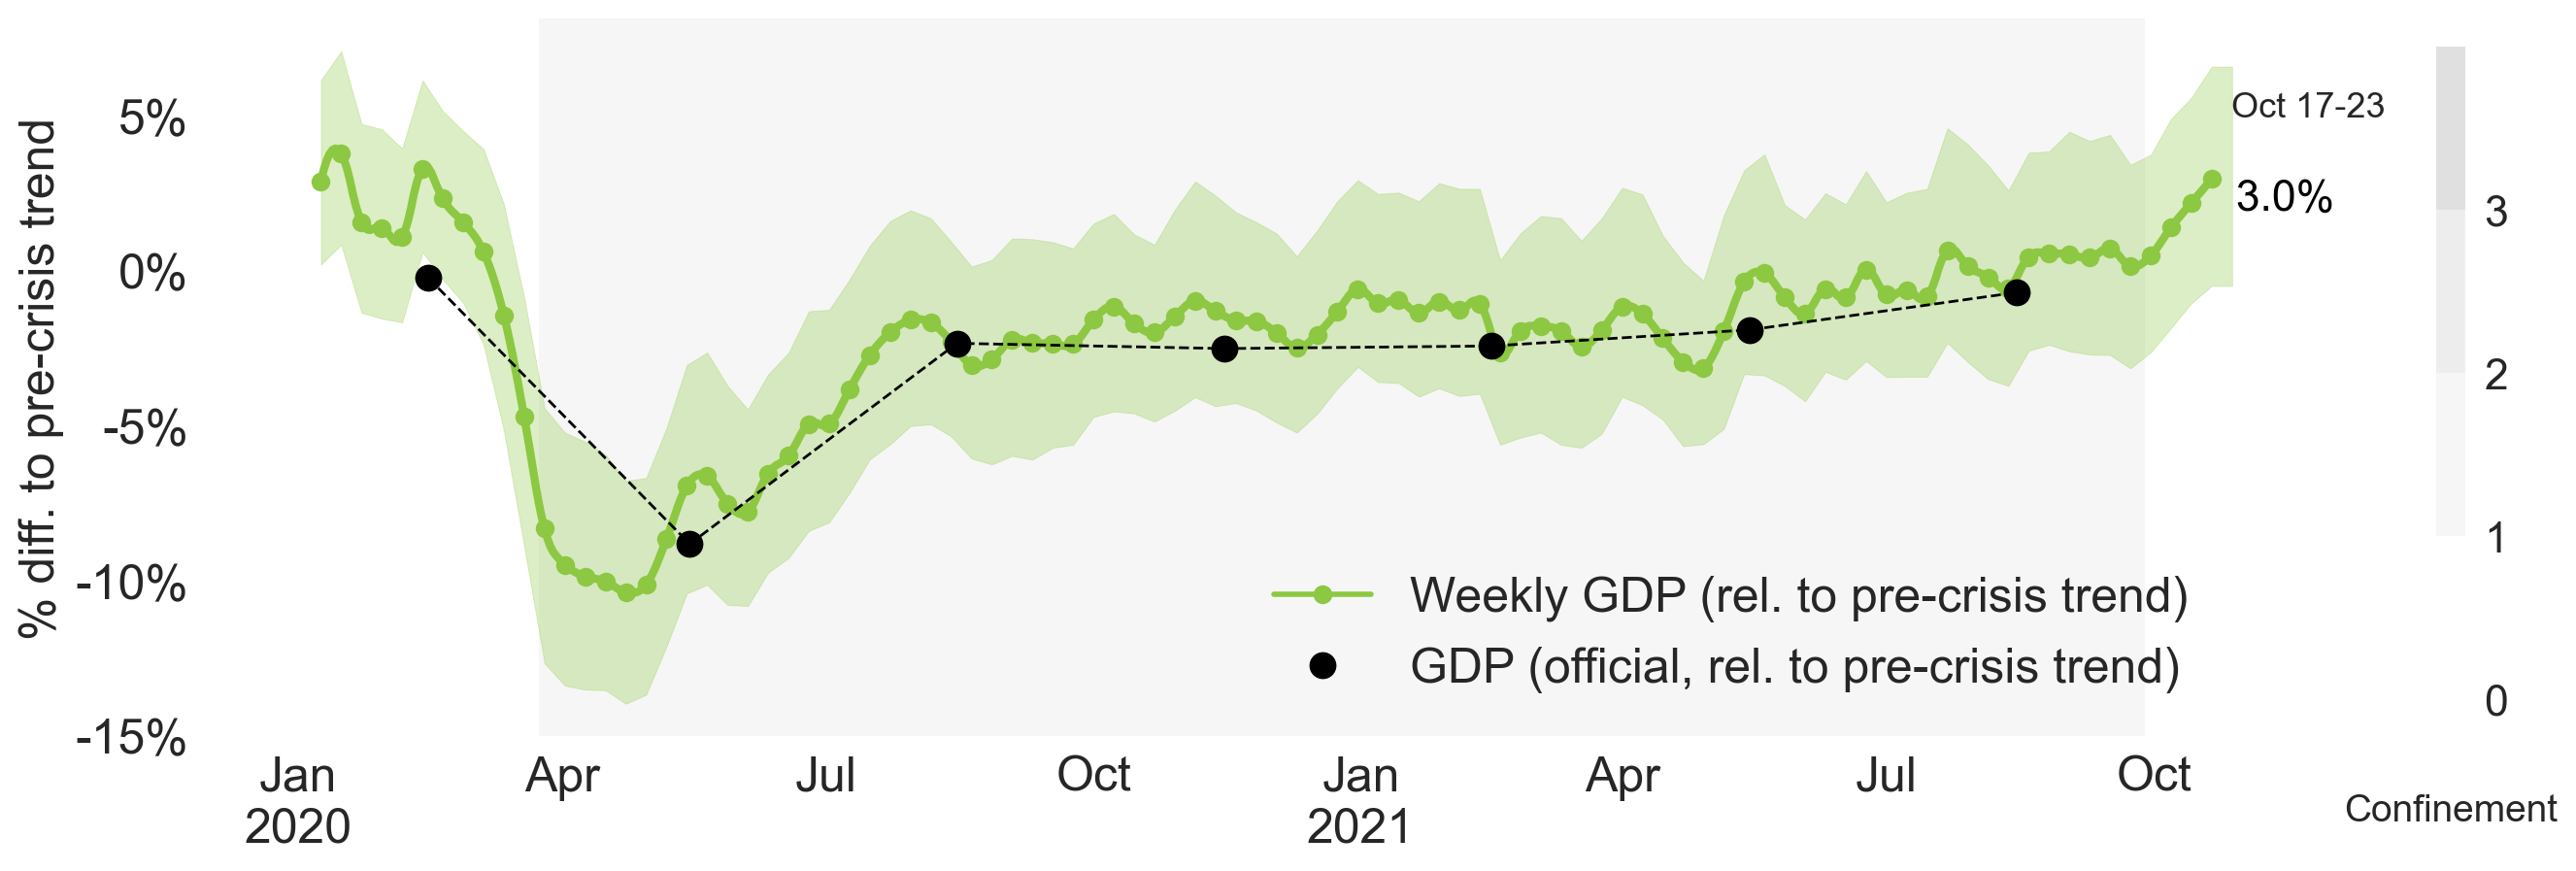 % diff. to pre-crisis trend
5%
0%
-5%
-10%
-15%
Jan
2020
Apr
Jul
Oct
Jan
2021
Apr
Jul
Oct
Oct 17-23
3.0%
Weekly GDP (rel. to pre-crisis trend)
GDP (official, rel. to pre-crisis trend)
3
2
1
0
Confinement